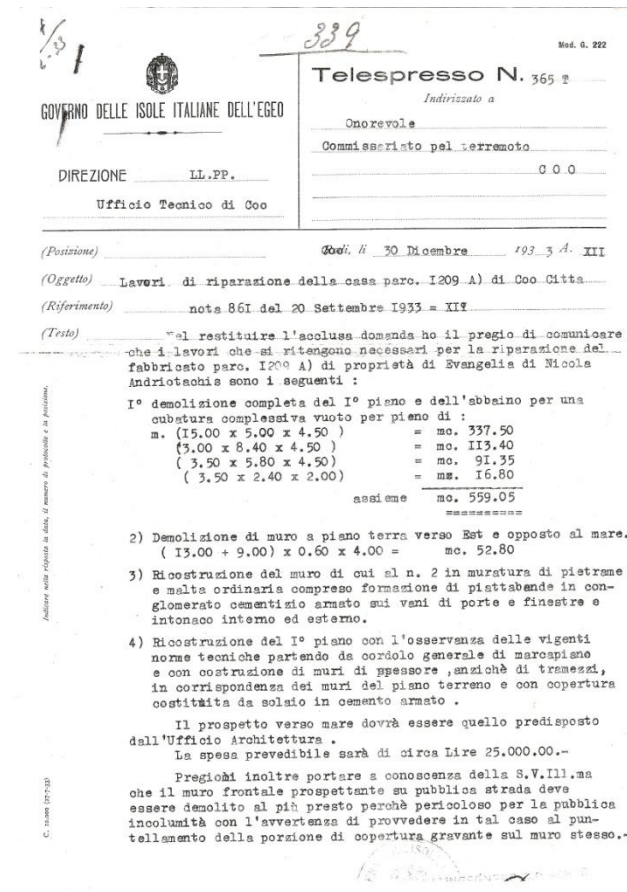 339
Mod. G. 222
GOVERNO DELLE ISOLE ITALIANE DELL'EGEO
DIREZIONE LL.PP.
Ufficio Tecnico di Coo
Telespresso N. 365
Indirizzato a
Onorevole
Commissariato pel terremoto
C O O
(Posizione)
li 30 Dicembre 193 3 A. XII
(Oggetto) Lavori di riparazione della casa parc. I209 A) di Coo Citta
(Riferimento) nota 86I del 20 Settembre I933 =
(Testo) Nel restituire l'acclusa domanda ho il pregio di comunicare
che i lavori che si ritengono necessari per la riparazione del
fabbricato parc. I209 A) di proprietà di Evangelia di Nicola
Andriotachis sono i seguenti :
I° demolizione completa del I° piano e dell'abbaino per una
cubatura complessiva vuoto per pieno di :
m. (I5.00 x 5.00 x 4.50 ) = mc. 337.50
(3.00 x 8.40 x 4.50 ) = mc. II3.40
( 3.50 x 5.80 x 4.50) = mc. 9I.35
( 3.50 x 2.40 x 2.00) = I6.80
assieme mc. 559.05
==========
2) Demolizione di muro a piano terra verso Est e opposto al mare.
( I3.00 + 9.00) x 0.60 x 4.00 = mc. 52.80
3) Ricostruzione del muro di cui al n. 2 in muratura di pietrame
e malta ordinaria compreso formazione di piattabande in con-
glomerato cementizio armato sui vani di porte e finestre e
intonaco interno ed esterno.
4) Ricostruzione del I° piano con l'osservanza delle vigenti
norme tecniche partendo da cordolo generale di marcapiano
e con costruzione di muri di spessore ,anzichè di tramezzi,
in corrispondenza dei muri del piano terreno e con copertura
costituita da solaio in cemento armato .
Il prospetto verso mare dovrà essere quello predisposto
dall'Ufficio Architettura .
La spesa prevedibile sarà di circa Lire 25.000.00.-
Pregiomi inoltre portare a conoscenza della S.V.Ill.ma
che il muro frontale prospettante su pubblica strada deve
essere demolito al più presto perchè pericoloso per la pubblica
incolumità con l'avvertenza di provvedere in tal caso al pun-
tellamento della porzione di copertura gravante sul muro stesso.-
Indicare nella risposta la data, il numero di protocollo e la posizione.
C. 10.000 (27-7-33)